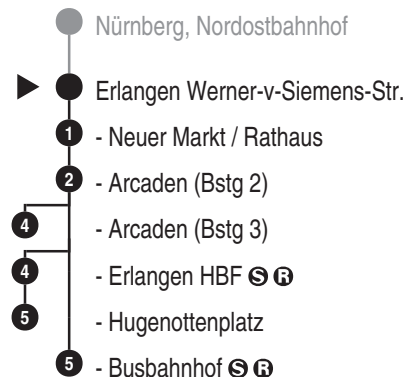 Nürnberg, Nordostbahnhof
Erlangen Werner-v-Siemens-Str.
1 - Neuer Markt / Rathaus
2 - Arcaden (Bstg 2)
4 - Arcaden (Bstg 3)
4 - Erlangen HBF S R
5 - Hugenottenplatz
5 - Busbahnhof S R